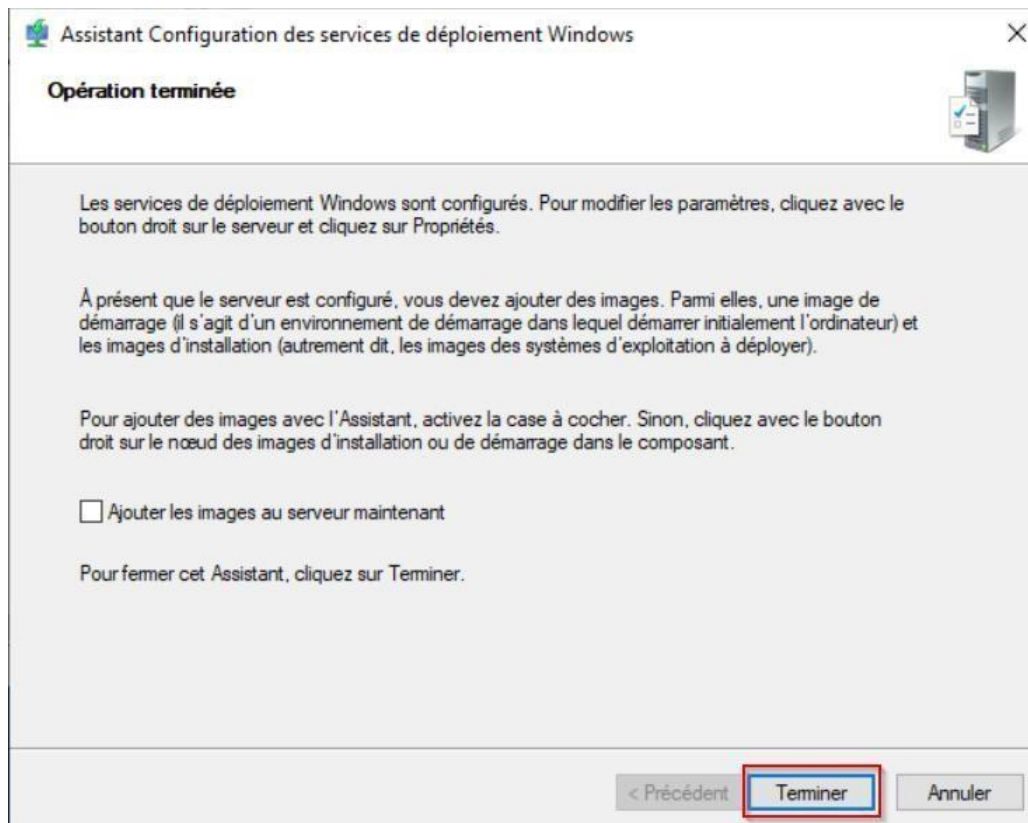 Assistant Configuration des services de déploiement Windows
Opération terminée
Les services de déploiement Windows sont configurés. Pour modifier les paramètres, cliquez avec le
bouton droit sur le serveur et cliquez sur Propriétés.
À présent que le serveur est configuré, vous devez ajouter des images. Parmi elles, une image de
démarrage (il s'agit d'un environnement de démarrage dans lequel démarrer initialement l'ordinateur) et
les images d'installation (autrement dit, les images des systèmes d'exploitation à déployer).
Pour ajouter des images avec l'Assistant, activez la case à cocher. Sinon, cliquez avec le bouton
droit sur le nœud des images d'installation ou de démarrage dans le composant.
Ajouter les images au serveur maintenant
Pour fermer cet Assistant, cliquez sur Terminer.
< Précédent Terminer Annuler